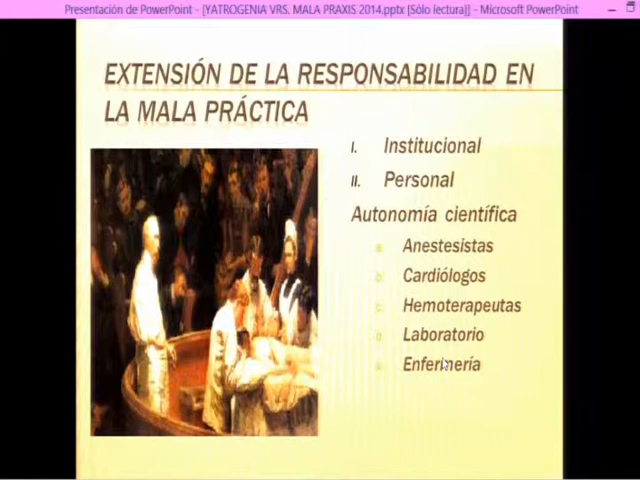 Presentación de PowerPoint - [YATROGENIA VRS. MALA PRAXIS 2014.pptx [Sólo lectura]] - Microsoft PowerPoint
EXTENSIÓN DE LA RESPONSABILIDAD EN
LA MALA PRÁCTICA
I. Institucional
II. Personal
Autonomía científica
a. Anestesistas
b. Cardiólogos
c. Hemoterapeutas
d. Laboratorio
e. Enfermería